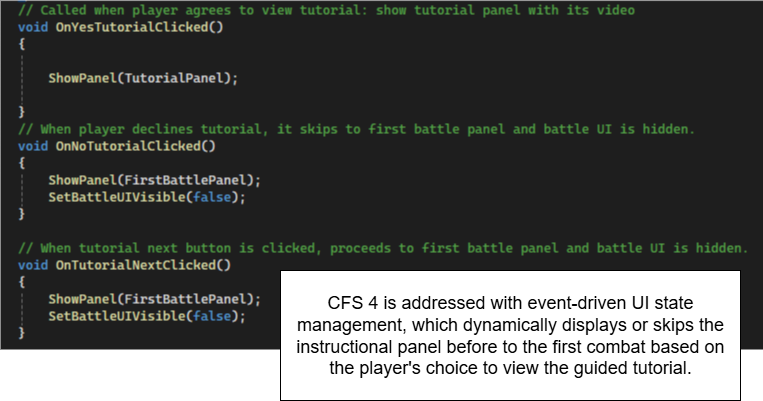 // Called when player agrees to view tutorial: show tutorial panel with its video
void OnYesTutorialClicked()
{
ShowPanel(TutorialPanel);
}
// When player declines tutorial, it skips to first battle panel and battle UI is hidden.
void OnNoTutorialClicked()
{
ShowPanel(FirstBattlePanel);
SetBattleUIVisible(false);
}
// When tutorial next button is clicked, proceeds to first battle panel and battle UI is hidden.
void OnTutorialNextClicked()
{
ShowPanel(FirstBattlePanel);
SetBattleUIVisible(false);
}
CFS 4 is addressed with event-driven UI state
management, which dynamically displays or skips the
instructional panel before to the first combat based on
the player's choice to view the guided tutorial.